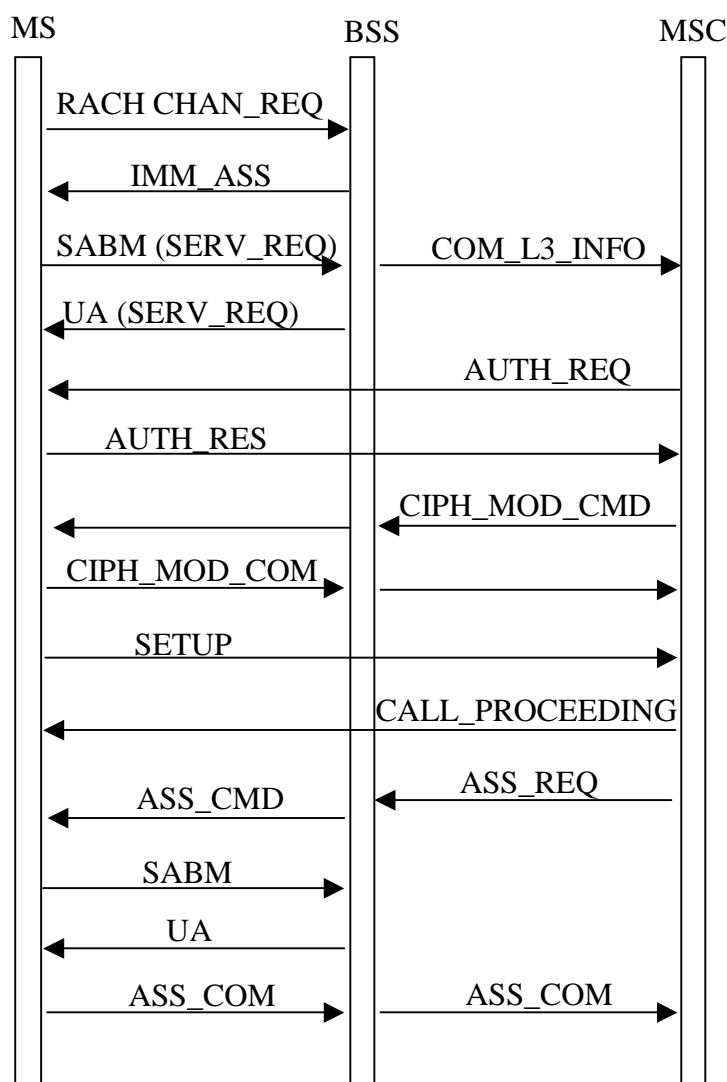 MS
BSS
MSC
RACH CHAN_REQ
IMM_ASS
SABM (SERV_REQ)
COM_L3_INFO
UA (SERV_REQ)
AUTH_REQ
AUTH_RES
CIPH_MOD_CMD
CIPH_MOD_COM
SETUP
CALL_PROCEEDING
ASS_REQ
ASS_CMD
SABM
UA
ASS_COM
ASS_COM